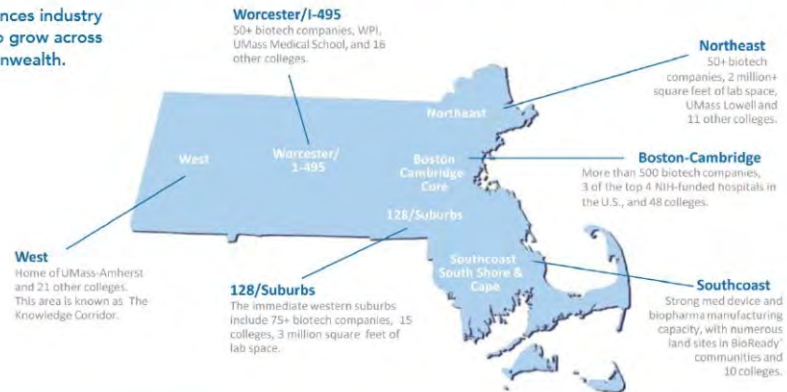 nces industry
o grow across
nwealth.
Worcester/I-495
50+ biotech companies, WPI,
UMass Medical School, and 16
other colleges.
Northeast
50+ biotech
companies, 2 million+
square feet of lab space,
UMass Lowell and
11 other colleges.
Northeast
West
Worcester/
1-495
Boston
Cambridge
Core
Boston-Cambridge
More than 500 biotech companies,
3 of the top 4 NIH-funded hospitals in
the U.S., and 48 colleges.
128/Suburbs
West
Home of UMass-Amherst
and 21 other colleges.
This area is known as The
Knowledge Corridor.
128/Suburbs
The immediate western suburbs
include 75+ biotech companies, 15
colleges, 3 million square feet of
lab space.
Southcoast
South Shore &
Cape
Southcoast
Strong med device and
biopharma manufacturing
capacity, with numerous
land sites in BioReady'
communities and
10 colleges.